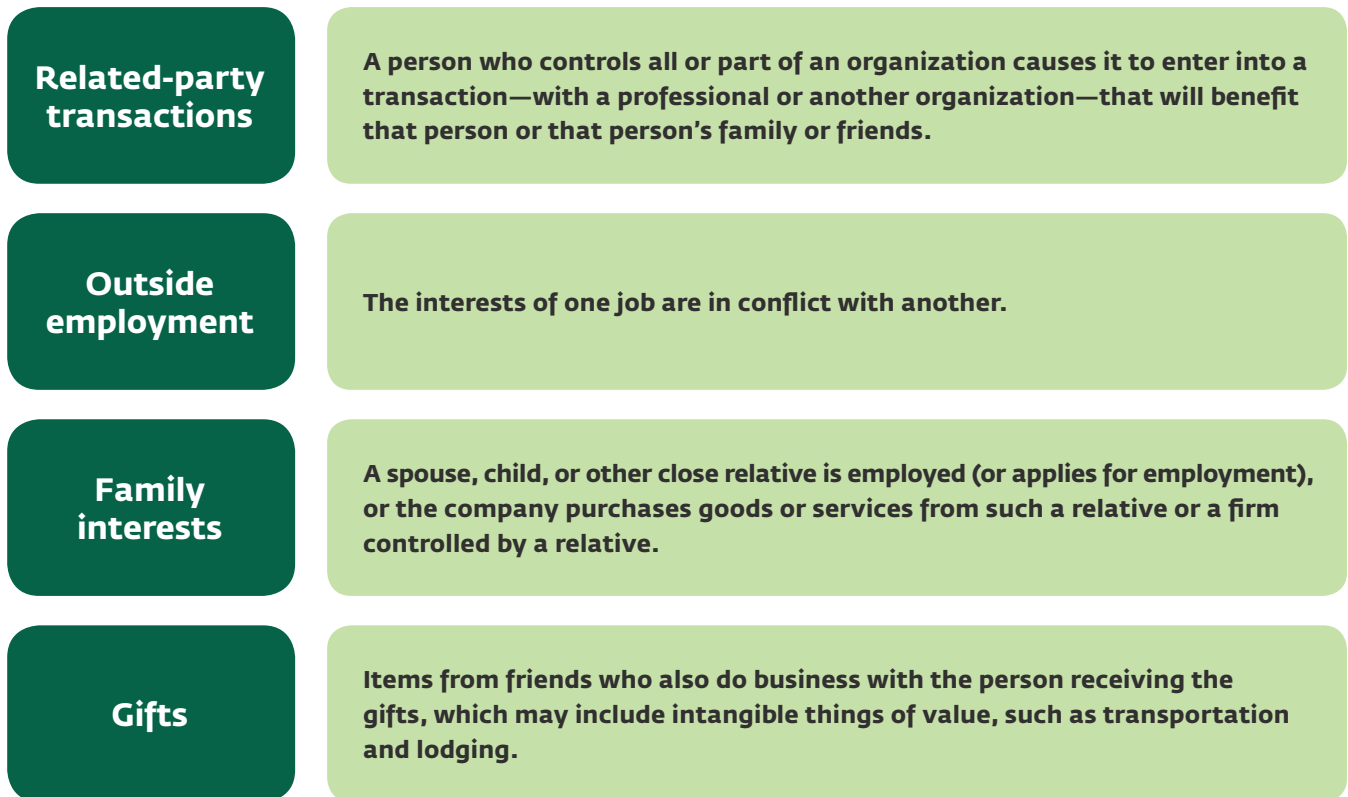 Related-party
transactions
A person who controls all or part of an organization causes it to enter into a
transaction—with a professional or another organization—that will benefit
that person or that person’s family or friends.
Outside
employment
The interests of one job are in conflict with another.
Family
interests
A spouse, child, or other close relative is employed (or applies for employment),
or the company purchases goods or services from such a relative or a firm
controlled by a relative.
Gifts
Items from friends who also do business with the person receiving the
gifts, which may include intangible things of value, such as transportation
and lodging.